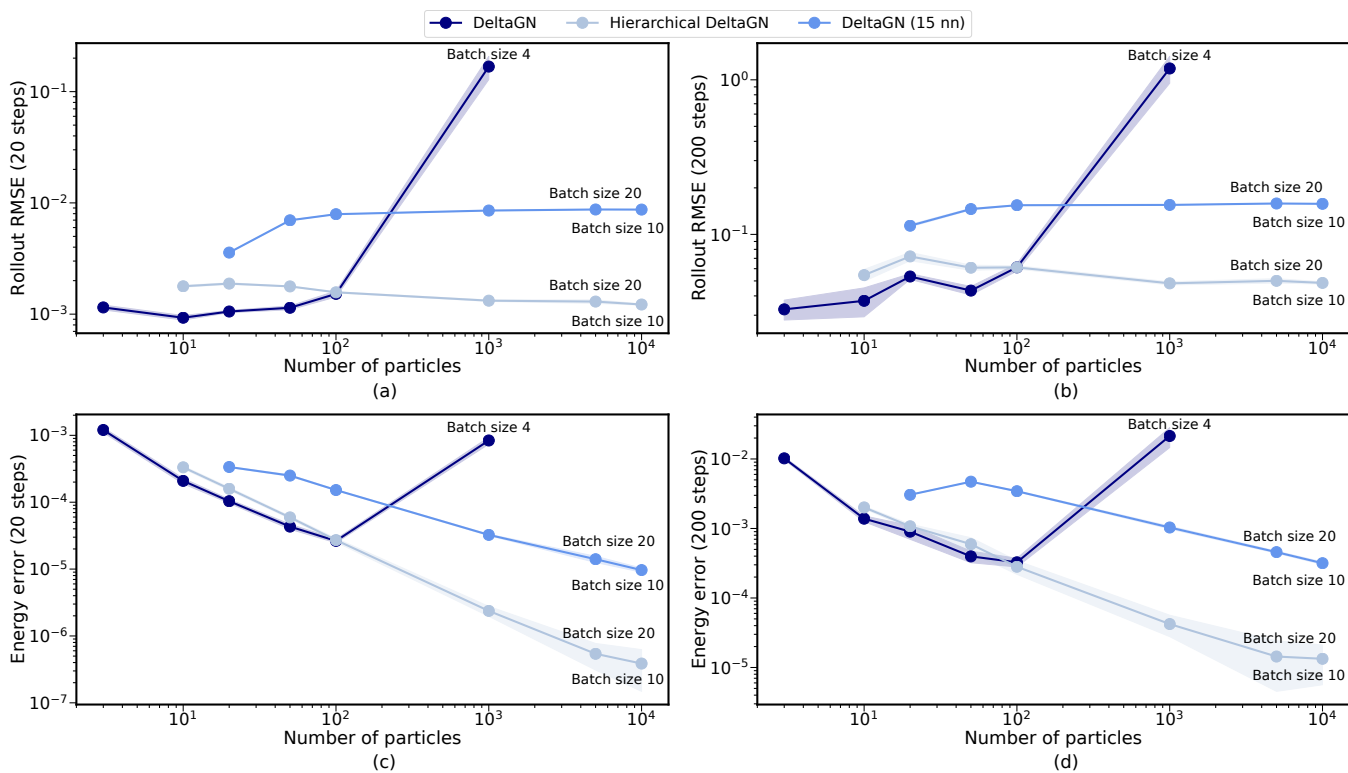 DeltaGN Hierarchical DeltaGN DeltaGN (15 nn)
Rollout RMSE (20 steps)
10⁻¹
10⁻²
10⁻³
Batch size 4
Batch size 20
Batch size 10
Batch size 20
Batch size 10
10¹ 10² 10³ 10⁴
Number of particles
(a)
Rollout RMSE (200 steps)
10⁰
10⁻¹
Batch size 4
Batch size 20
Batch size 10
Batch size 20
Batch size 10
10¹ 10² 10³ 10⁴
Number of particles
(b)
Energy error (20 steps)
10⁻³
10⁻⁴
10⁻⁵
10⁻⁶
10⁻⁷
Batch size 4
Batch size 20
Batch size 10
Batch size 20
Batch size 10
10¹ 10² 10³ 10⁴
Number of particles
(c)
Energy error (200 steps)
10⁻²
10⁻³
10⁻⁴
10⁻⁵
Batch size 4
Batch size 20
Batch size 10
Batch size 20
Batch size 10
10¹ 10² 10³ 10⁴
Number of particles
(d)